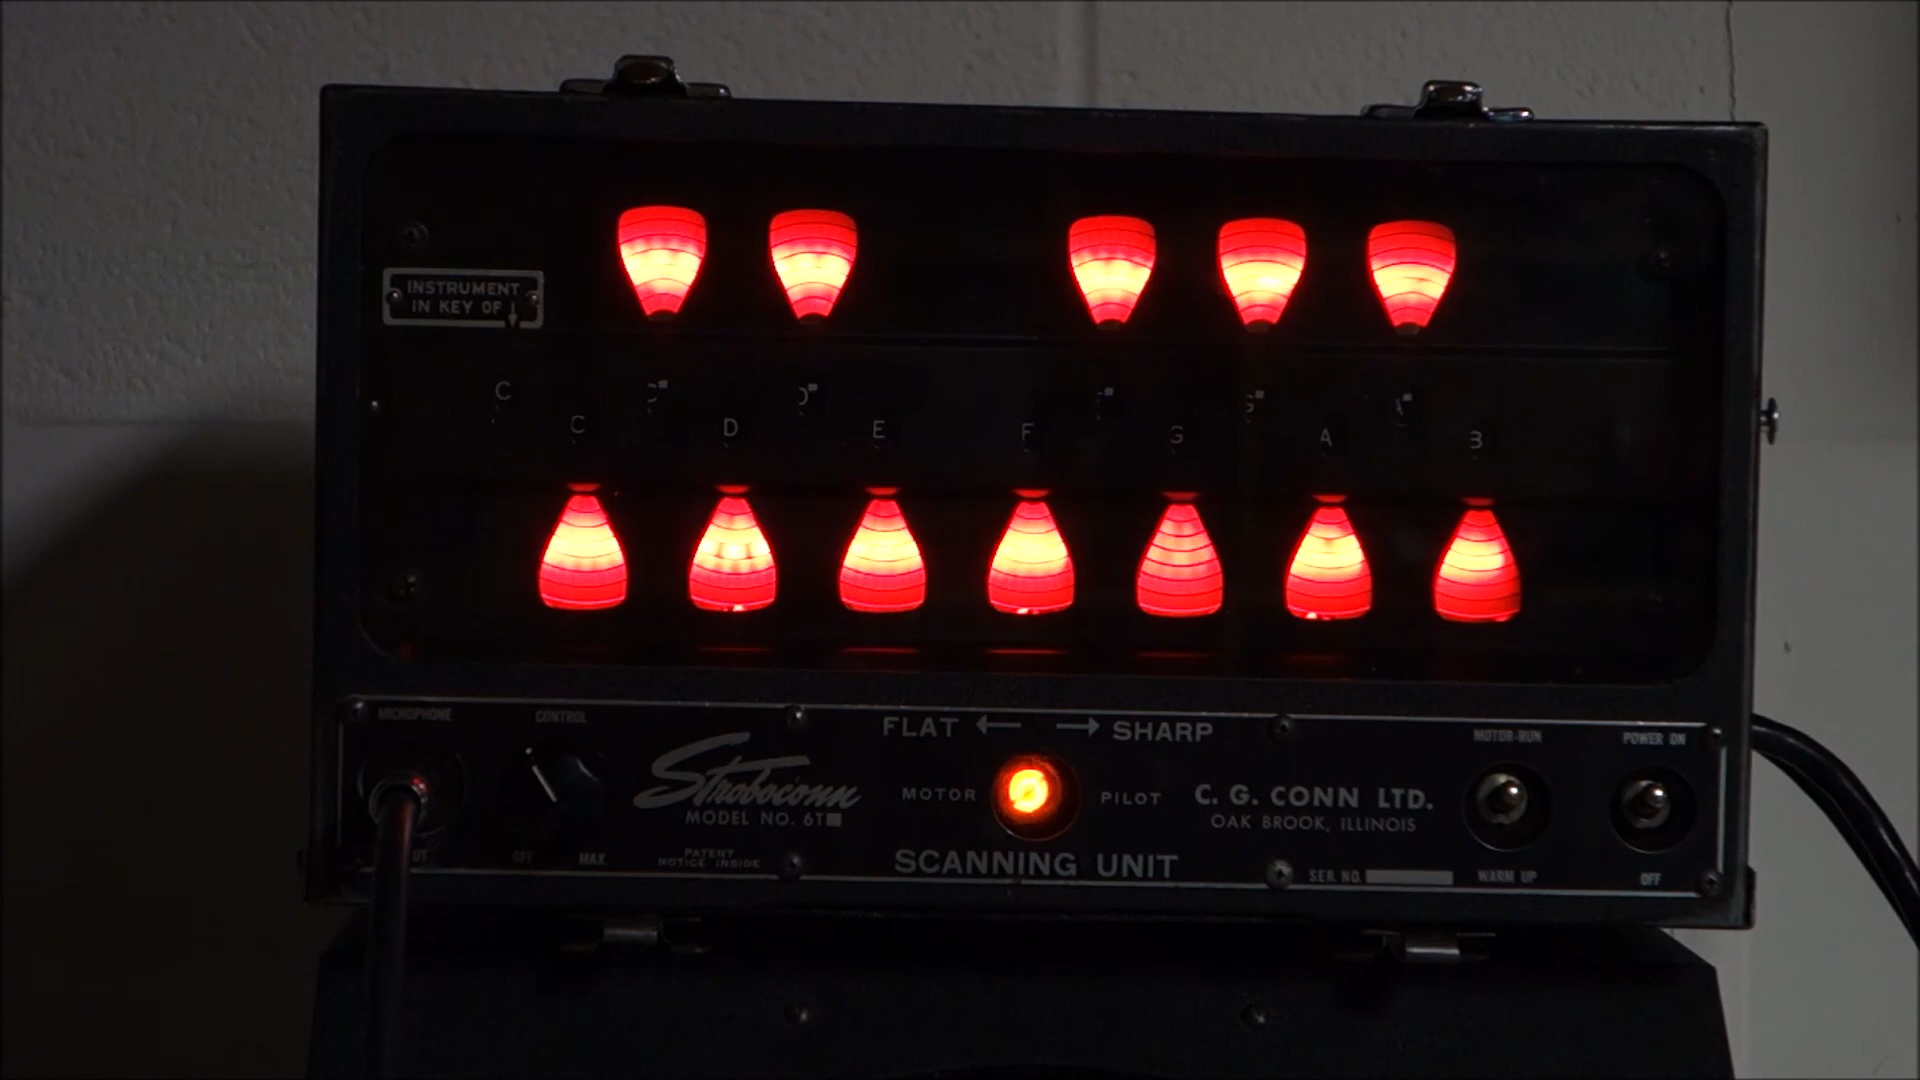 INSTRUMENT
IN KEY OF ↓
C
C# D# F# G# A#
C D E F G A B
MICROPHONE
CONTROL
FLAT ← → SHARP
MOTOR-RUN
POWER ON
Stroboconn
MODEL NO. 6T
MOTOR PILOT
C. G. CONN LTD.
OAK BROOK, ILLINOIS
OFF MAX.
PATENT
NOTICE INSIDE
SCANNING UNIT
SER. NO.
WARM UP
OFF